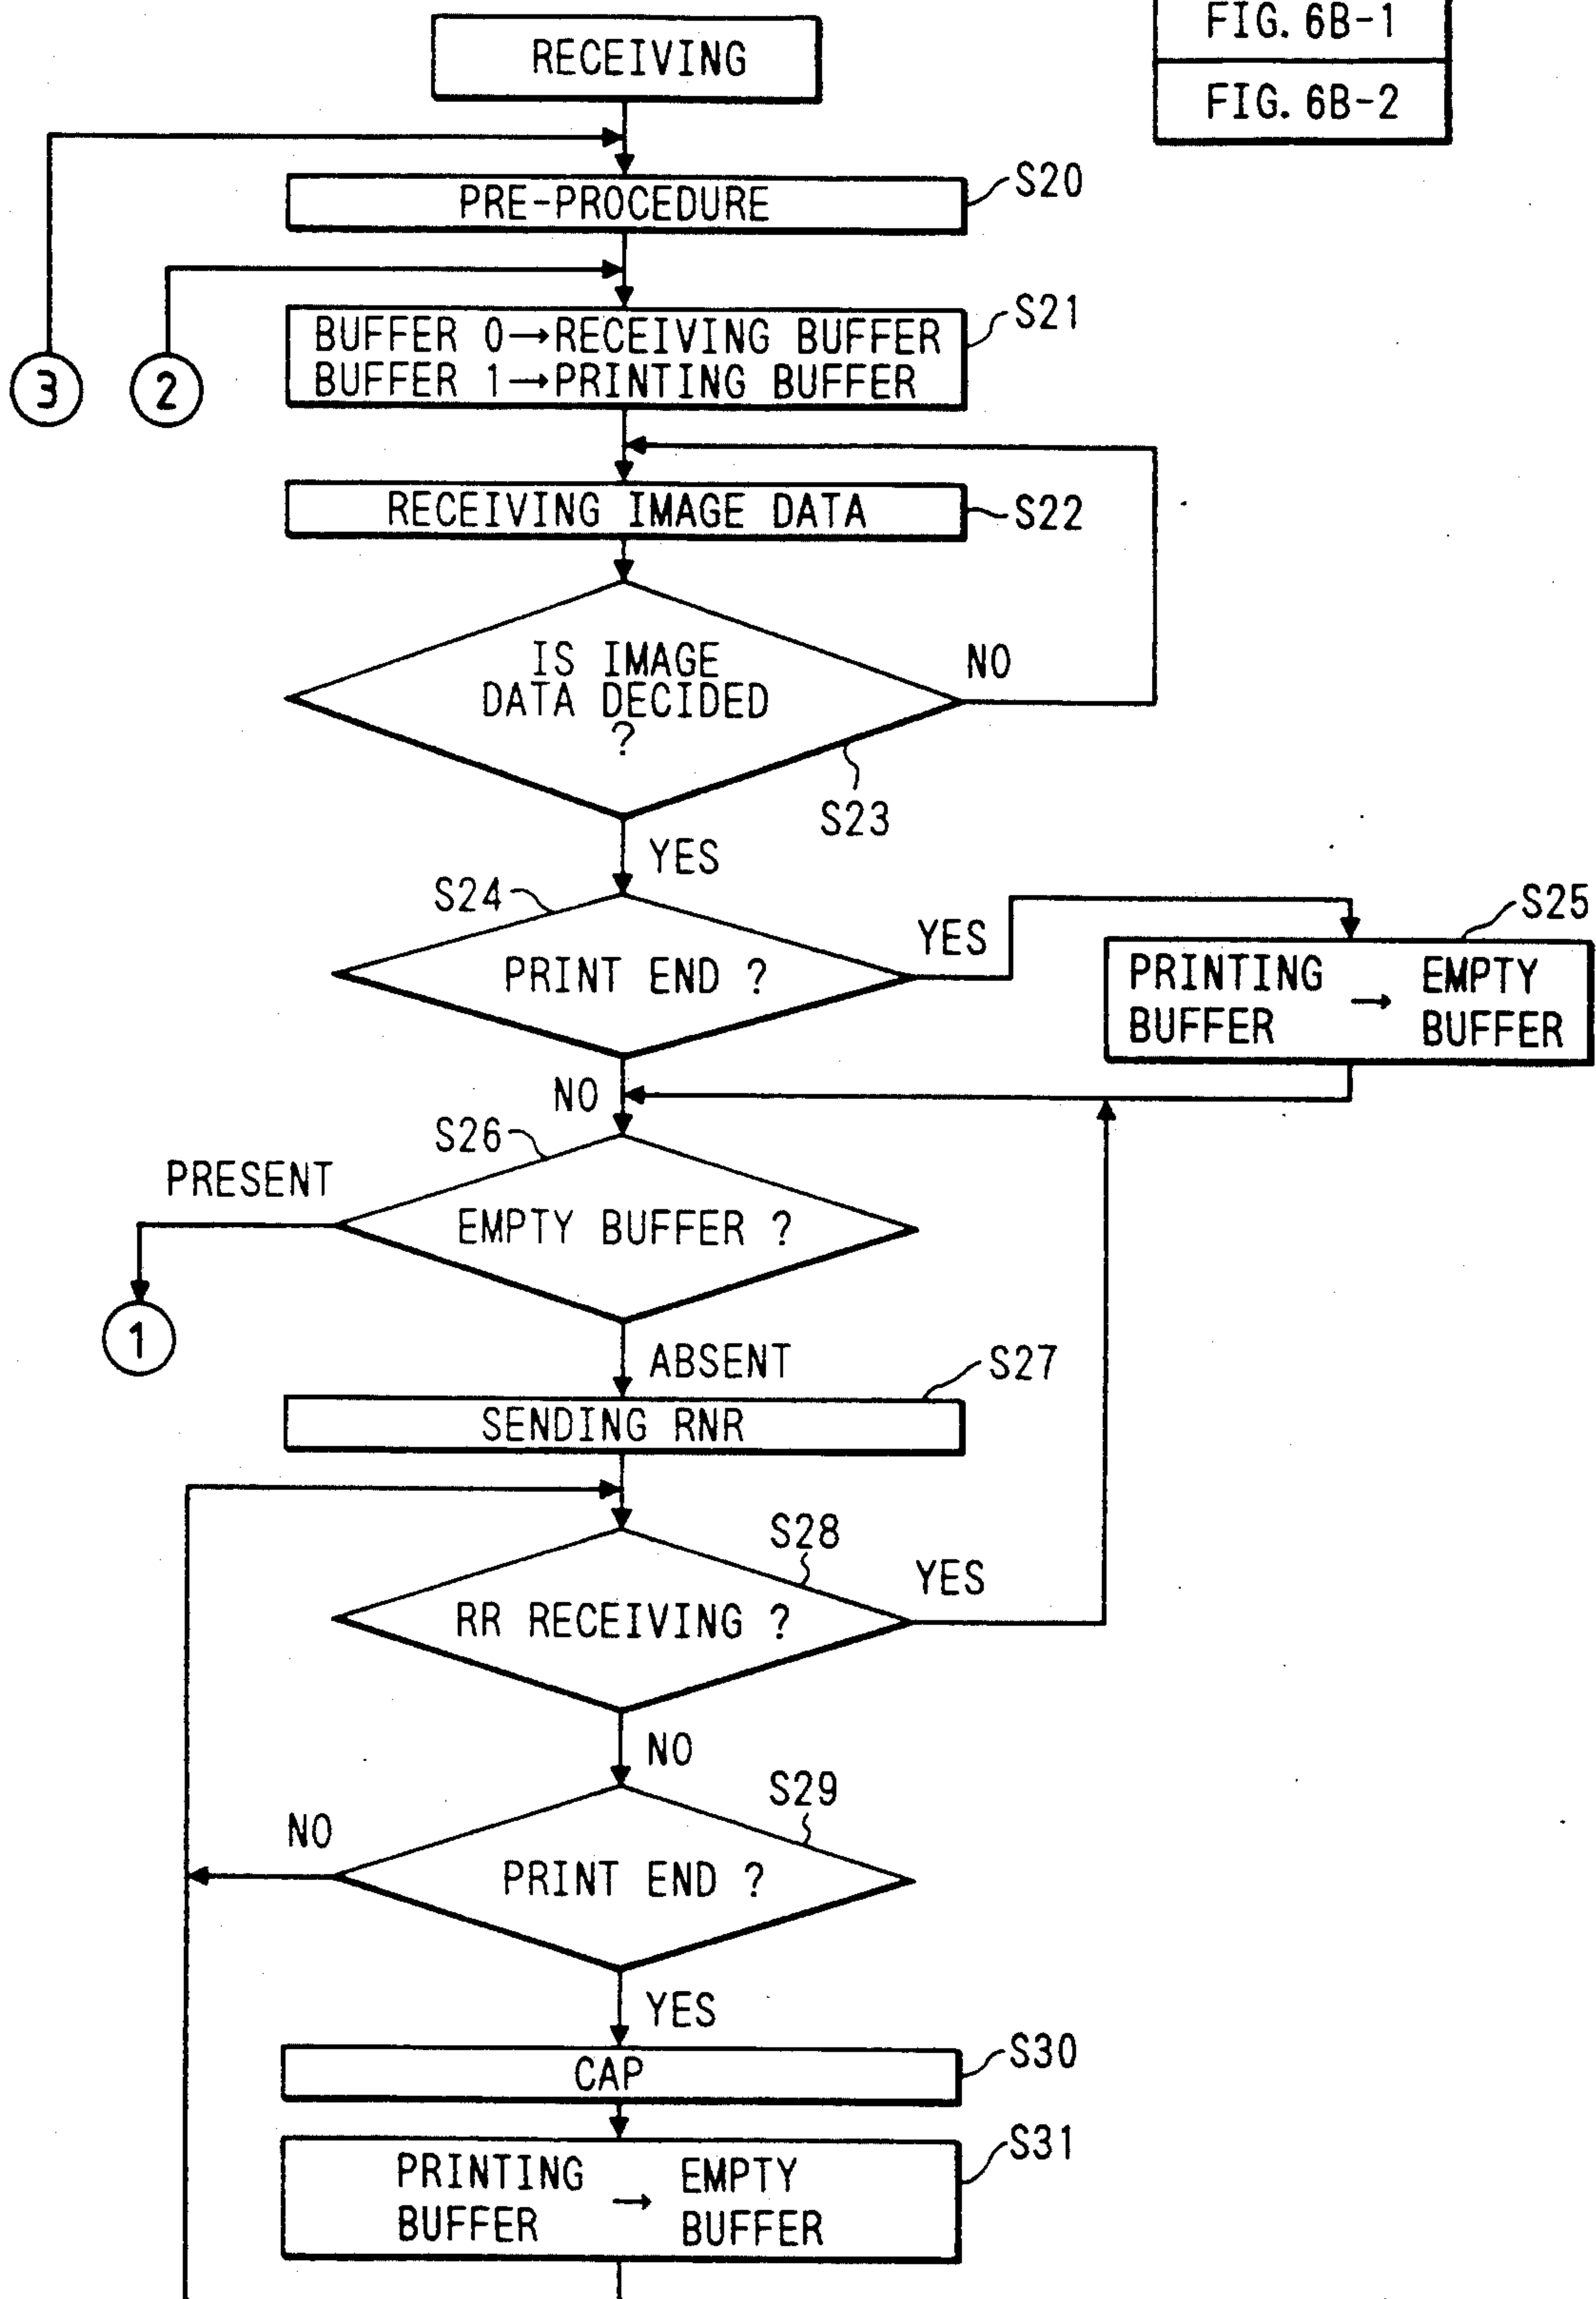 FIG. 6B-1
FIG. 6B-2
RECEIVING
PRE-PROCEDURE
S20
BUFFER 0→RECEIVING BUFFER
BUFFER 1→PRINTING BUFFER
S21
3
2
RECEIVING IMAGE DATA
S22
IS IMAGE
DATA DECIDED
?
NO
S23
YES
S24
PRINT END ?
YES
S25
PRINTING → EMPTY
BUFFER BUFFER
NO
S26
PRESENT
EMPTY BUFFER ?
1
ABSENT
S27
SENDING RNR
S28
RR RECEIVING ?
YES
NO
S29
NO
PRINT END ?
YES
CAP
S30
S31
PRINTING → EMPTY
BUFFER BUFFER